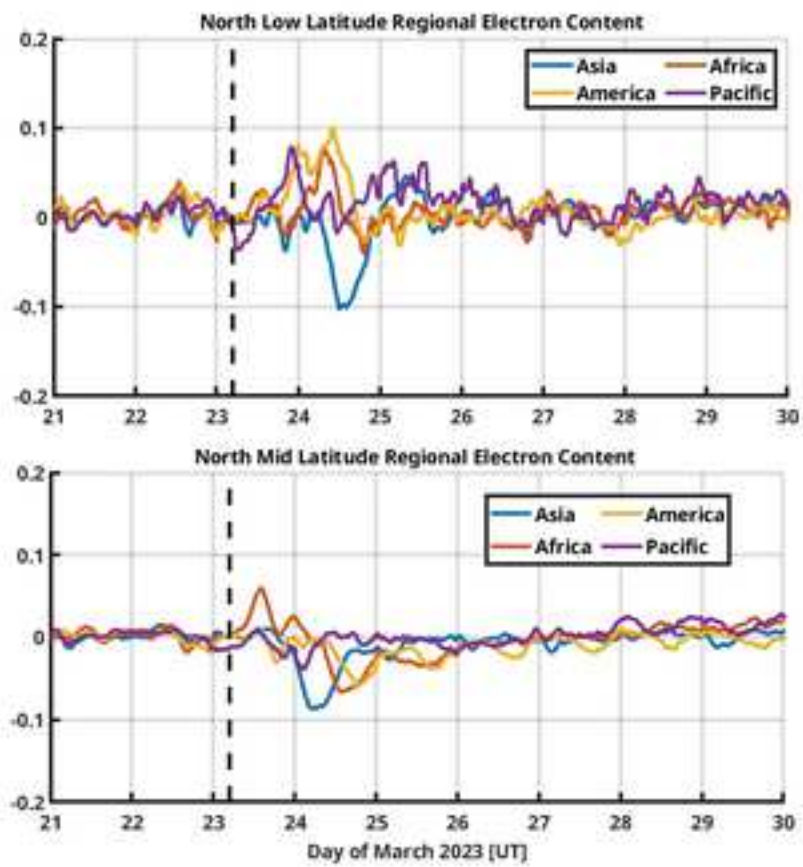 North Low Latitude Regional Electron Content
0.2
Asia Africa
America Pacific
0.1
0
-0.1
-0.2
21 22 23 24 25 26 27 28 29 30
North Mid Latitude Regional Electron Content
0.2
Asia America
Africa Pacific
0.1
0
-0.1
-0.2
21 22 23 24 25 26 27 28 29 30
Day of March 2023 [UT]